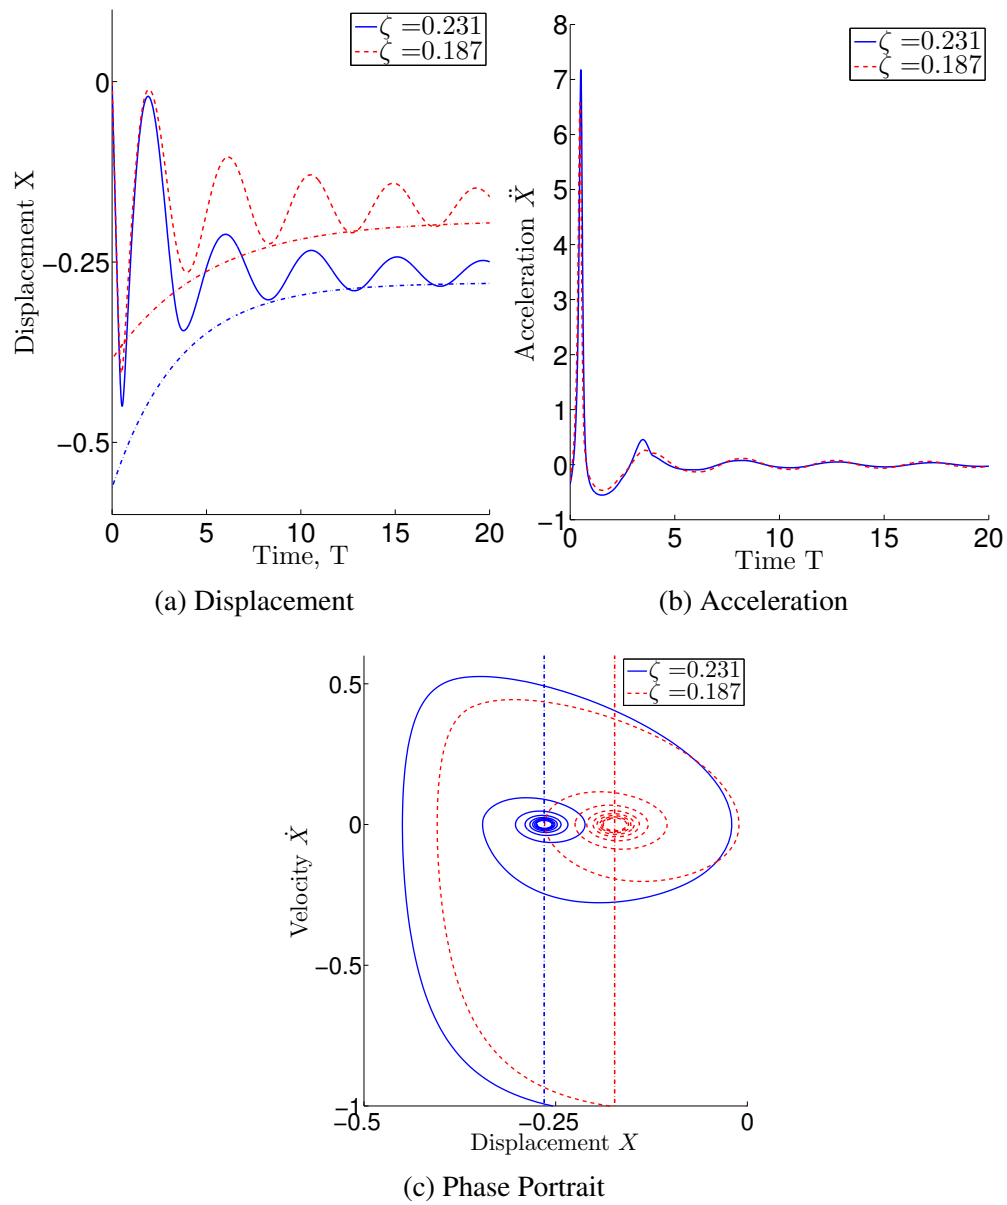 ζ =0.231
ζ =0.187
0
−0.25
−0.5
Displacement X
0
5
10
15
20
Time, T
(a) Displacement
ζ =0.231
ζ =0.187
8
7
6
5
4
3
2
1
0
−1
Acceleration Ẍ
0
5
10
15
20
Time T
(b) Acceleration
ζ =0.231
ζ =0.187
0.5
0
−0.5
−1
Velocity Ẋ
−0.5
−0.25
0
Displacement X
(c) Phase Portrait